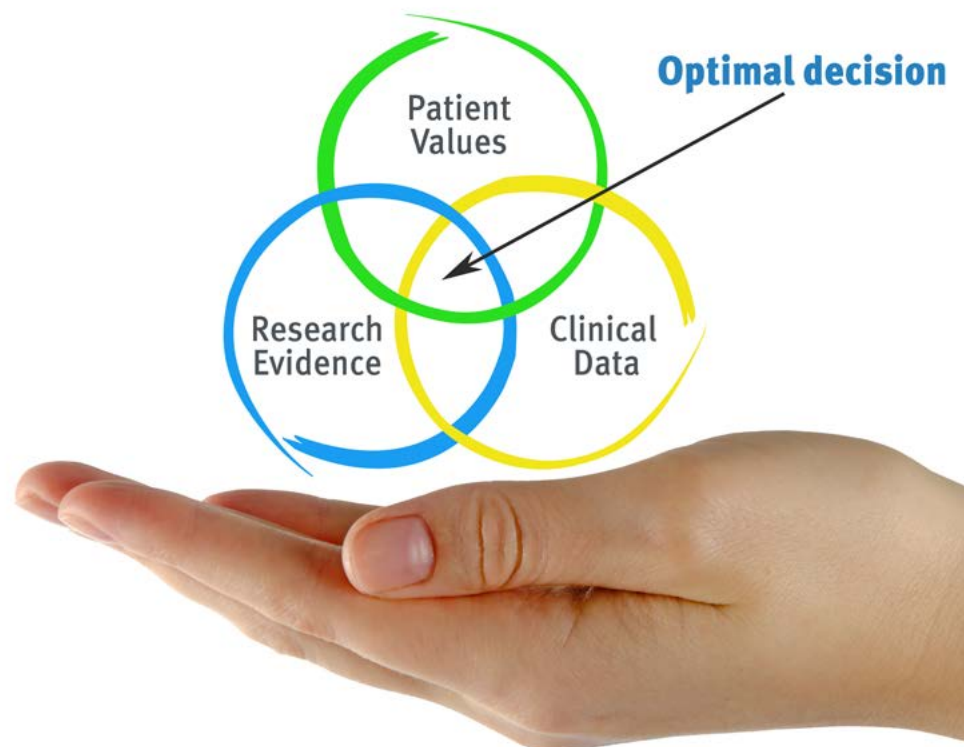 Optimal decision
Patient
Values
Research
Evidence
Clinical
Data